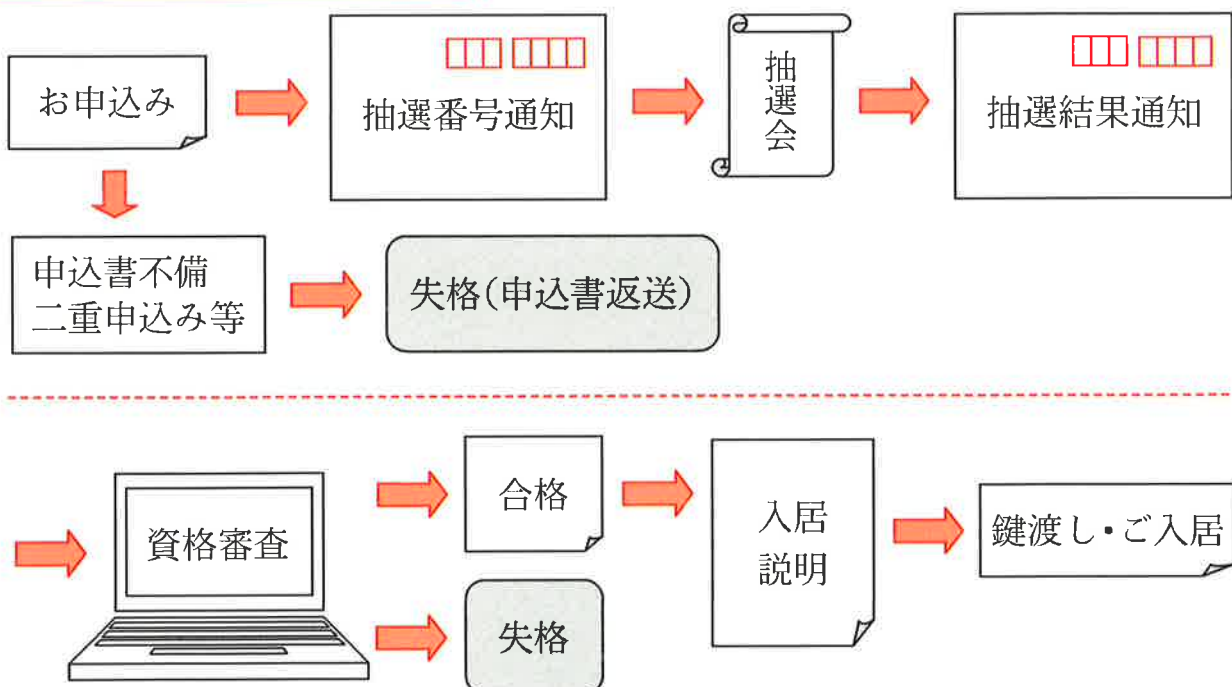 お申込み
抽選番号通知
抽選会
抽選結果通知
申込書不備
二重申込み等
失格(申込書返送)
資格審査
合格
失格
入居
説明
鍵渡し・ご入居